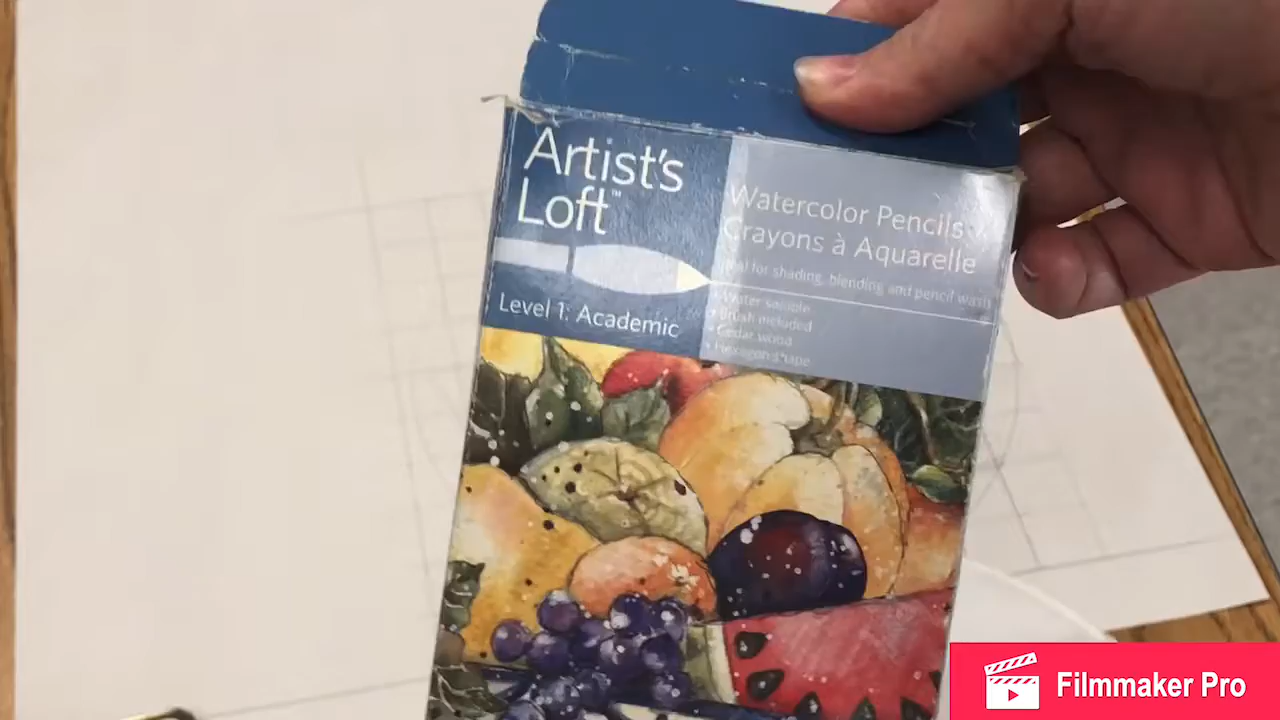 Artist's
Loft™
Watercolor Pencils
Crayons à Aquarelle
Ideal for shading, blending and pencil wash
• Water soluble
• Brush included
• Cedar wood
• Hexagon shape
Level 1: Academic
Filmmaker Pro